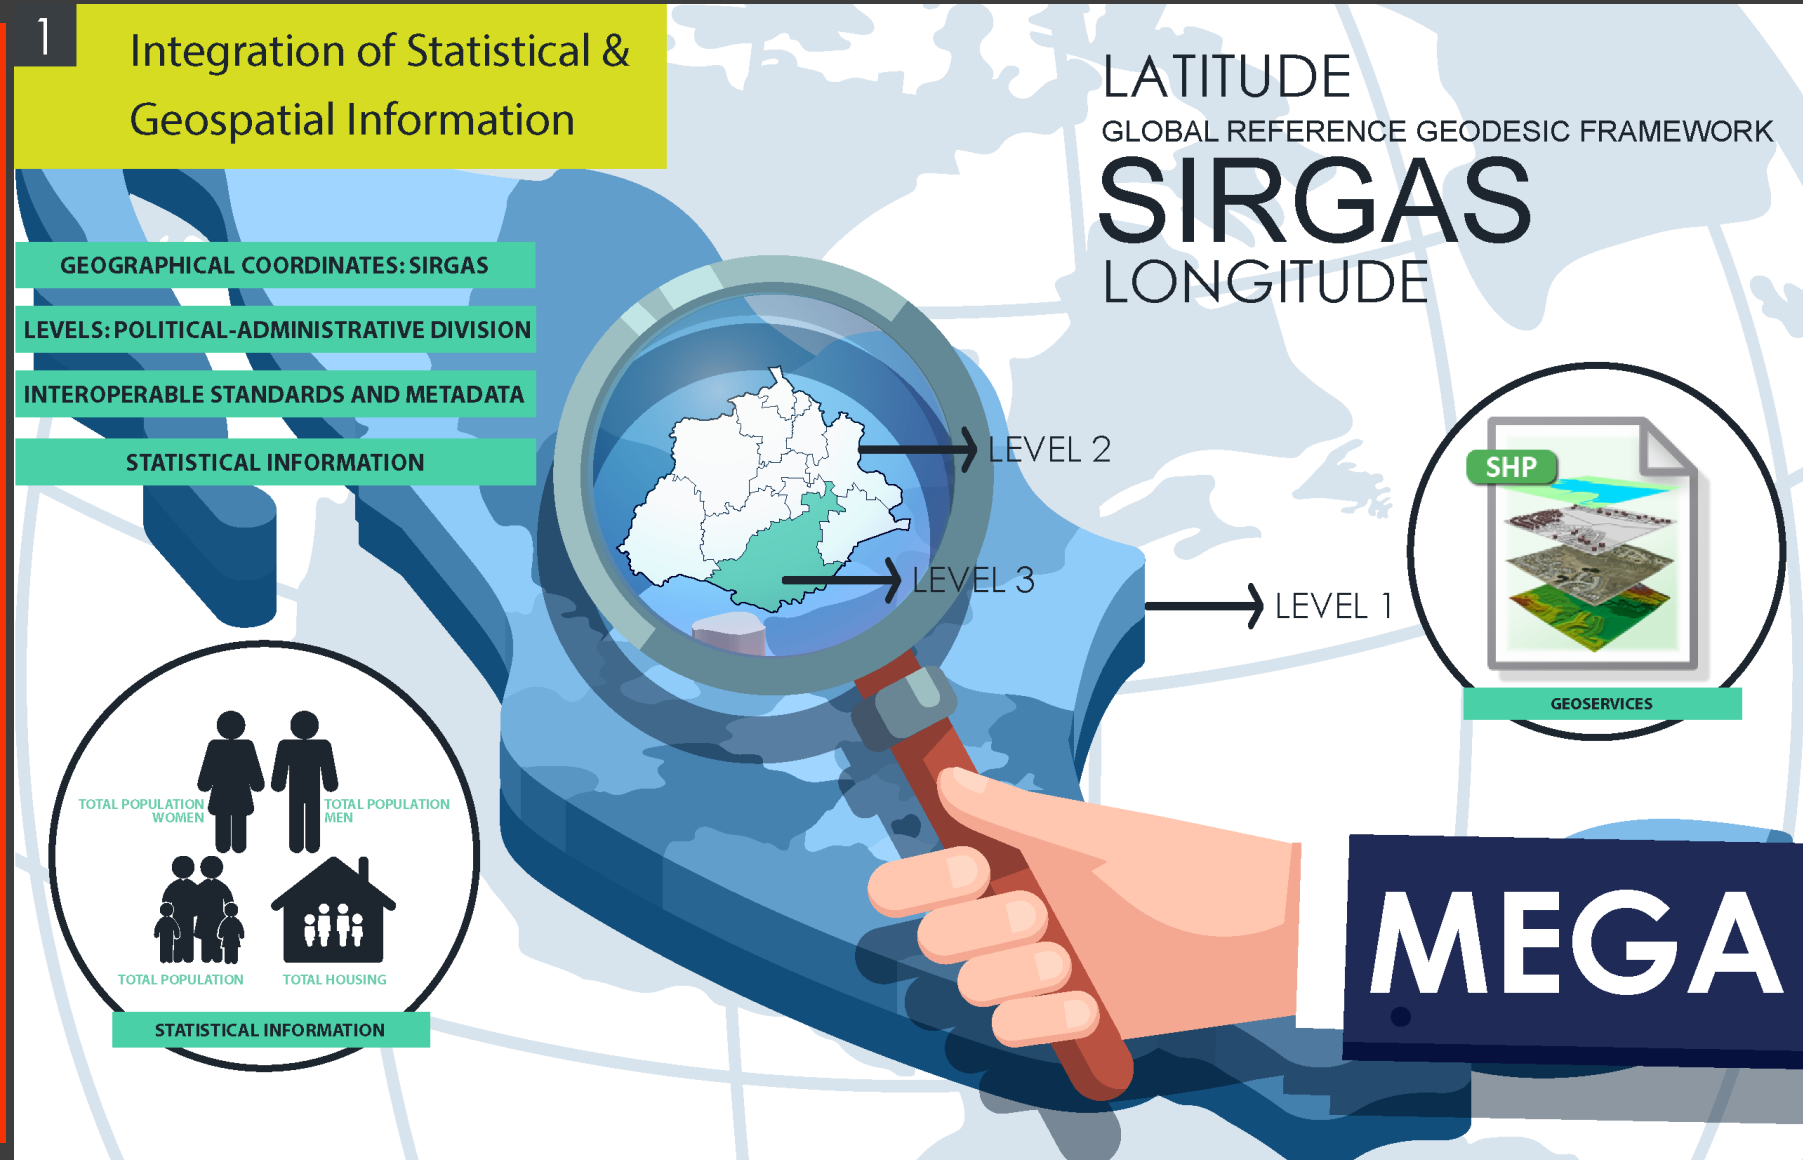 1
Integration of Statistical &
Geospatial Information
LATITUDE
GLOBAL REFERENCE GEODESIC FRAMEWORK
SIRGAS
LONGITUDE
GEOGRAPHICAL COORDINATES: SIRGAS
LEVELS: POLITICAL-ADMINISTRATIVE DIVISION
INTEROPERABLE STANDARDS AND METADATA
STATISTICAL INFORMATION
LEVEL 2
LEVEL 3
LEVEL 1
SHP
GEOSERVICES
TOTAL POPULATION
WOMEN
TOTAL POPULATION
MEN
TOTAL POPULATION
TOTAL HOUSING
STATISTICAL INFORMATION
MEGA